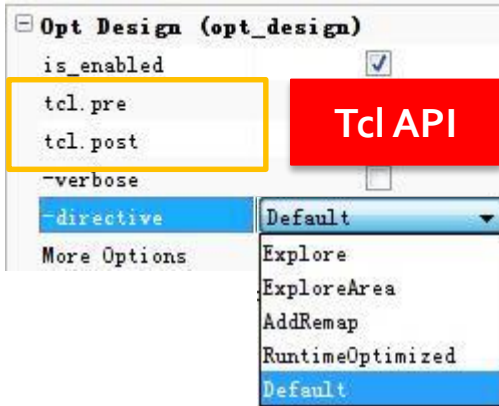 Opt Design (opt_design)
is_enabled
tcl.pre
Tcl API
tcl.post
-verbose
-directive Default
More Options Explore
ExploreArea
AddRemap
RuntimeOptimized
Default